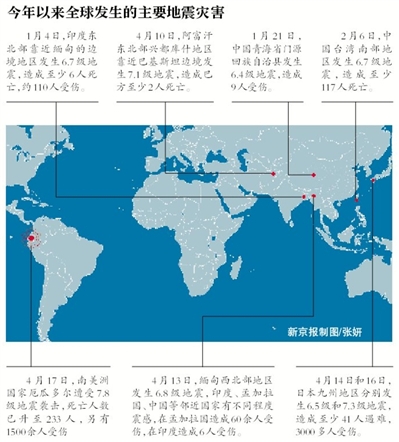 今年以来全球发生的主要地震灾害
1月4日,印度东
北部靠近缅甸的边
境地区发生6.7级地
震,造成至少6人死
亡,约110人受伤。
4月10日,阿富汗
东北部兴都库什地区
靠近巴基斯坦边境发
生7.1级地震,造成巴
方至少2人死亡。
1月21日,
中国青海省门源
回族自治县发生
6.4级地震,造成
9人受伤。
2月6日,中
国台湾南部地
区发生6.7级地
震,造成至少
117人死亡。
新京报制图/张妍
4月17日,南美洲
国家厄瓜多尔遭受7.8
级地震袭击,死亡人数
已升至233人,另有
1500余人受伤
4月13日,缅甸西北部地区
发生6.8级地震,印度、孟加拉
国、中国等邻近国家有不同程度
震感,在孟加拉国造成60余人受
伤,在印度造成6人受伤。
4月14日和16日,
日本九州地区分别发
生6.5级和7.3级地震,
造成至少41人遇难,
3000多人受伤。